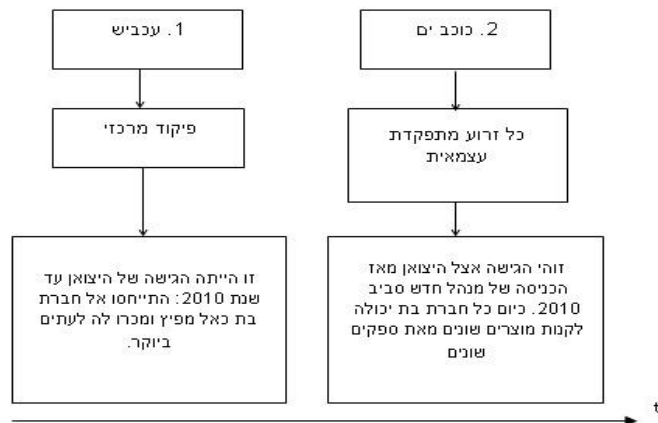 1. עכביש
2. כוכב ים
פיקוד מרכזי
כל זרוע מתפקדת
עצמאית
זו הייתה הגישה של היצואן עד
שנת 2010: התייחסו אל חברת
בת כאל מפיץ ומכרו לה לעתים
ביוקר.
זוהי הגישה אצל היצואן מאז
הכניסה של מנהל חדש סביב
2010. כיום כל חברת בת יכולה
לקנות מוצרים שונים מאת ספקים
שונים
t